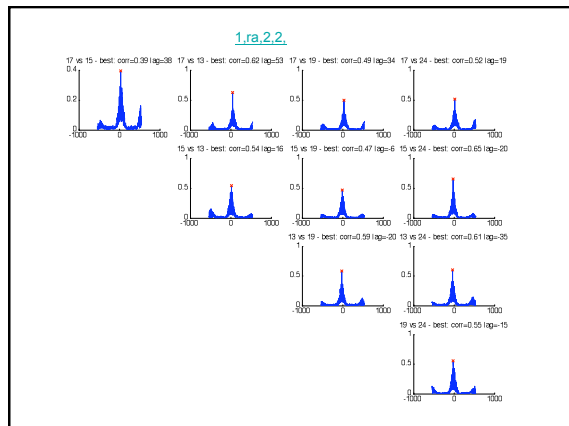 1,ra,2,2,
17 vs 15 - best: corr=0.39 lag=38 17 vs 13 - best: corr=0.62 lag=53 17 vs 19 - best: corr=0.49 lag=34 17 vs 24 - best: corr=0.52 lag=19
0.4 1 1 1
0.2 0.5 0.5 0.5
0 0 0 0
-1000 0 1000 -1000 0 1000 -1000 0 1000 -1000 0 1000
15 vs 13 - best: corr=0.54 lag=16 15 vs 19 - best: corr=0.47 lag=-6 15 vs 24 - best: corr=0.65 lag=-20
1 1 1
0.5 0.5 0.5
0 0 0
-1000 0 1000 -1000 0 1000 -1000 0 1000
13 vs 19 - best: corr=0.59 lag=-20 13 vs 24 - best: corr=0.61 lag=-35
1 1
0.5 0.5
0 0
-1000 0 1000 -1000 0 1000
19 vs 24 - best: corr=0.55 lag=-15
1
0.5
0
-1000 0 1000